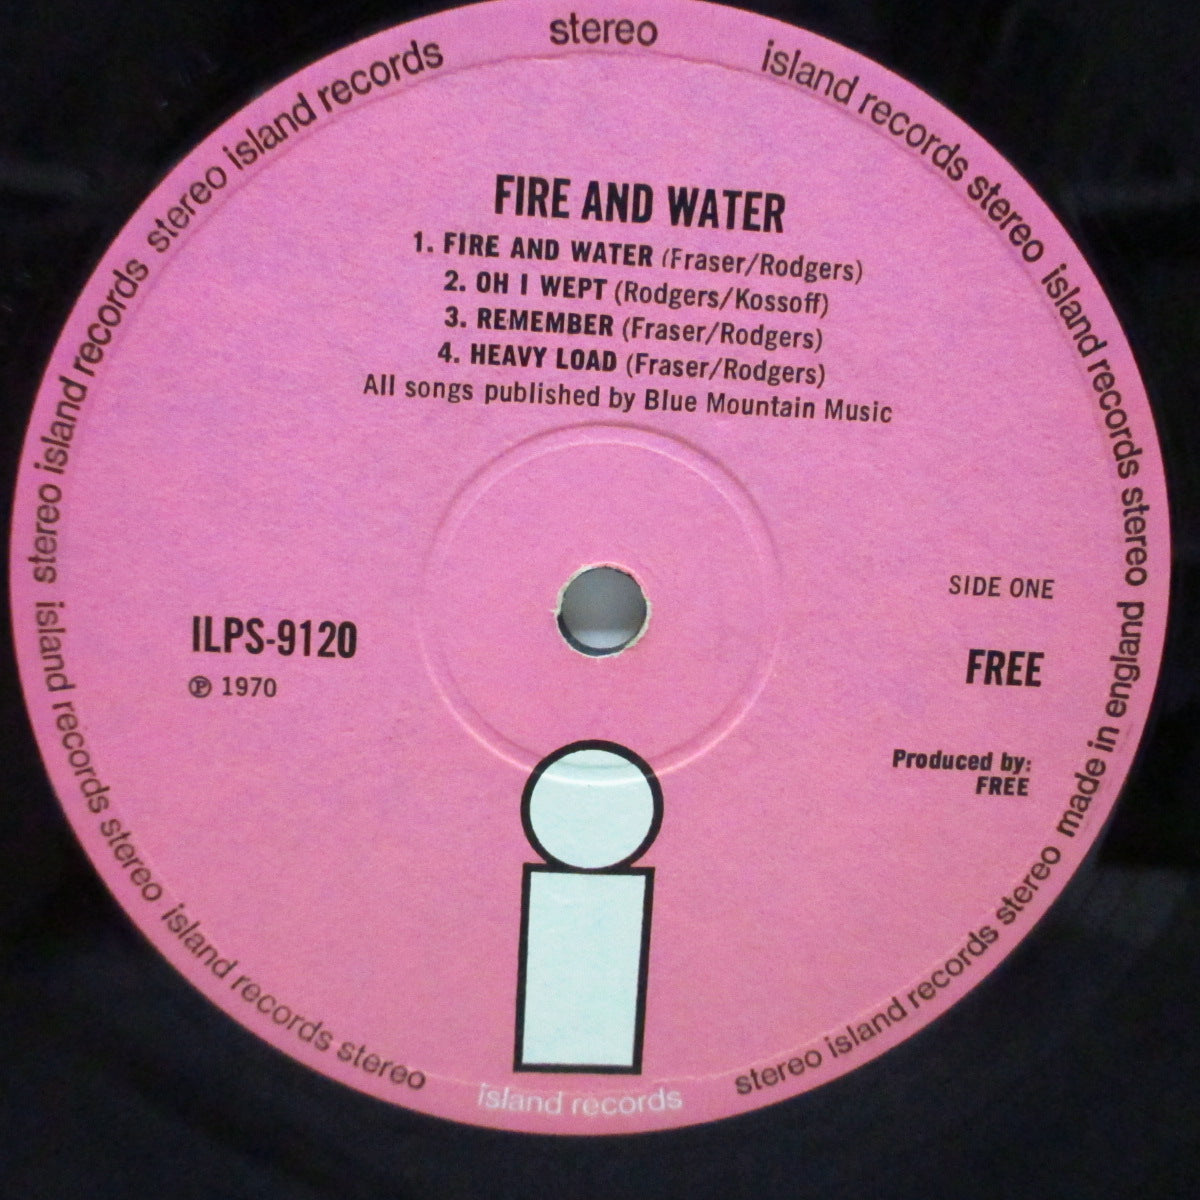 stereo
island records stereo island records stereo made in england
FIRE AND WATER
1. FIRE AND WATER (Fraser/Rodgers)
2. OH I WEPT (Rodgers/Kossoff)
3. REMEMBER (Fraser/Rodgers)
4. HEAVY LOAD (Fraser/Rodgers)
All songs published by Blue Mountain Music
SIDE ONE
ILPS-9120
℗ 1970
FREE
Produced by:
FREE
island records stereo island records stereo
stereo island records stereo island records
stereo island records stereo
island records